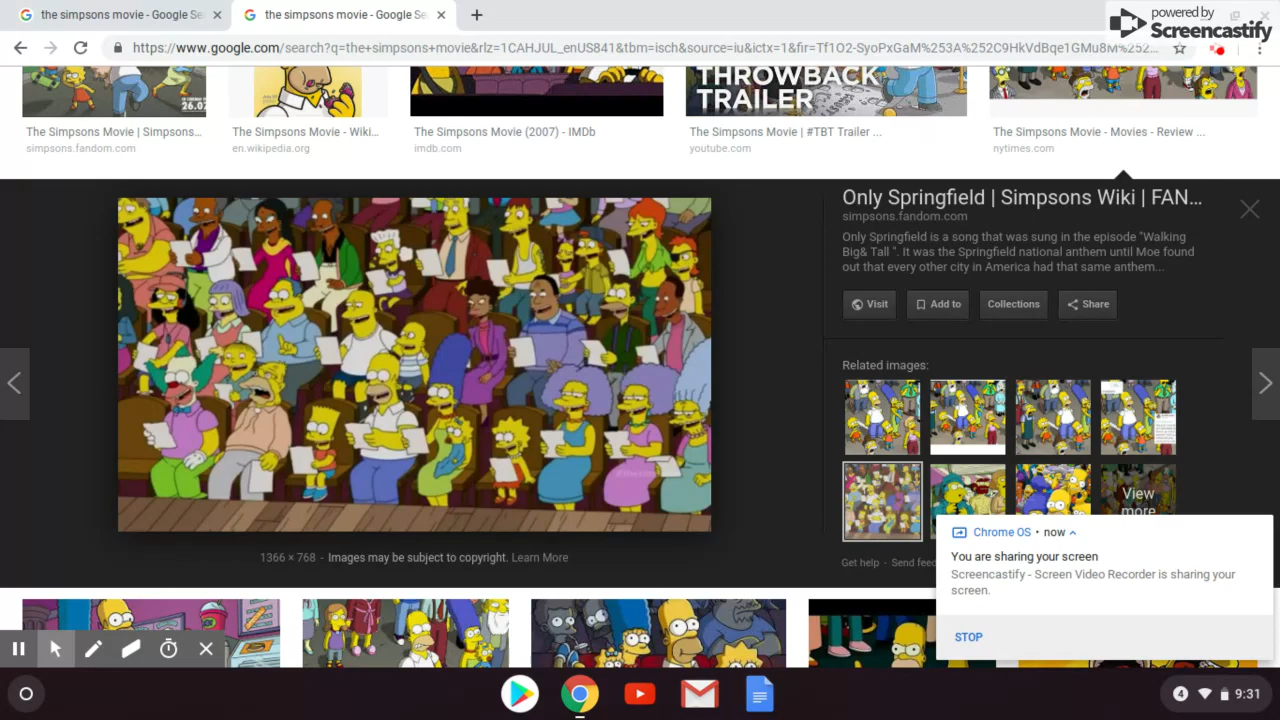 the simpsons movie - Google Se
the simpsons movie - Google Se
powered by
Screencastify
https://www.google.com/search?q=the+simpsons+movie&rlz=1CAHJUL_enUS841&tbm=isch&source=iu&ictx=1&fir=Tf1O2-SyoPxGaM%253A%252C9HkVdBqe1GMu8M%252...
THROWBACK
TRAILER
The Simpsons Movie | Simpsons...
simpsons.fandom.com
The Simpsons Movie - Wiki...
en.wikipedia.org
The Simpsons Movie (2007) - IMDb
imdb.com
The Simpsons Movie | #TBT Trailer ...
youtube.com
The Simpsons Movie - Movies - Review ...
nytimes.com
Only Springfield | Simpsons Wiki | FAN...
simpsons.fandom.com
Only Springfield is a song that was sung in the episode "Walking
Big& Tall ". It was the Springfield national anthem until Moe found
out that every other city in America had that same anthem...
Visit
Add to
Collections
Share
Related images:
View
more
1366 × 768 - Images may be subject to copyright. Learn More
Get help - Send feed
Chrome OS • now
You are sharing your screen
Screencastify - Screen Video Recorder is sharing your
screen.
STOP
4
9:31